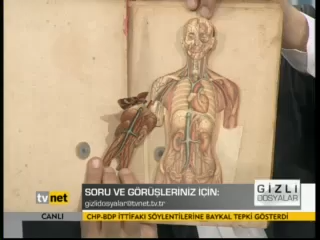 SORU VE GÖRÜŞLERİNİZ İÇİN:
gizlidosyalar@tvnet.tv.tr
GİZLİ
DOSYALAR
tvnet
CANLI
CHP-BDP İTTİFAKI SÖYLENTİLERİNE BAYKAL TEPKİ GÖSTERDİ